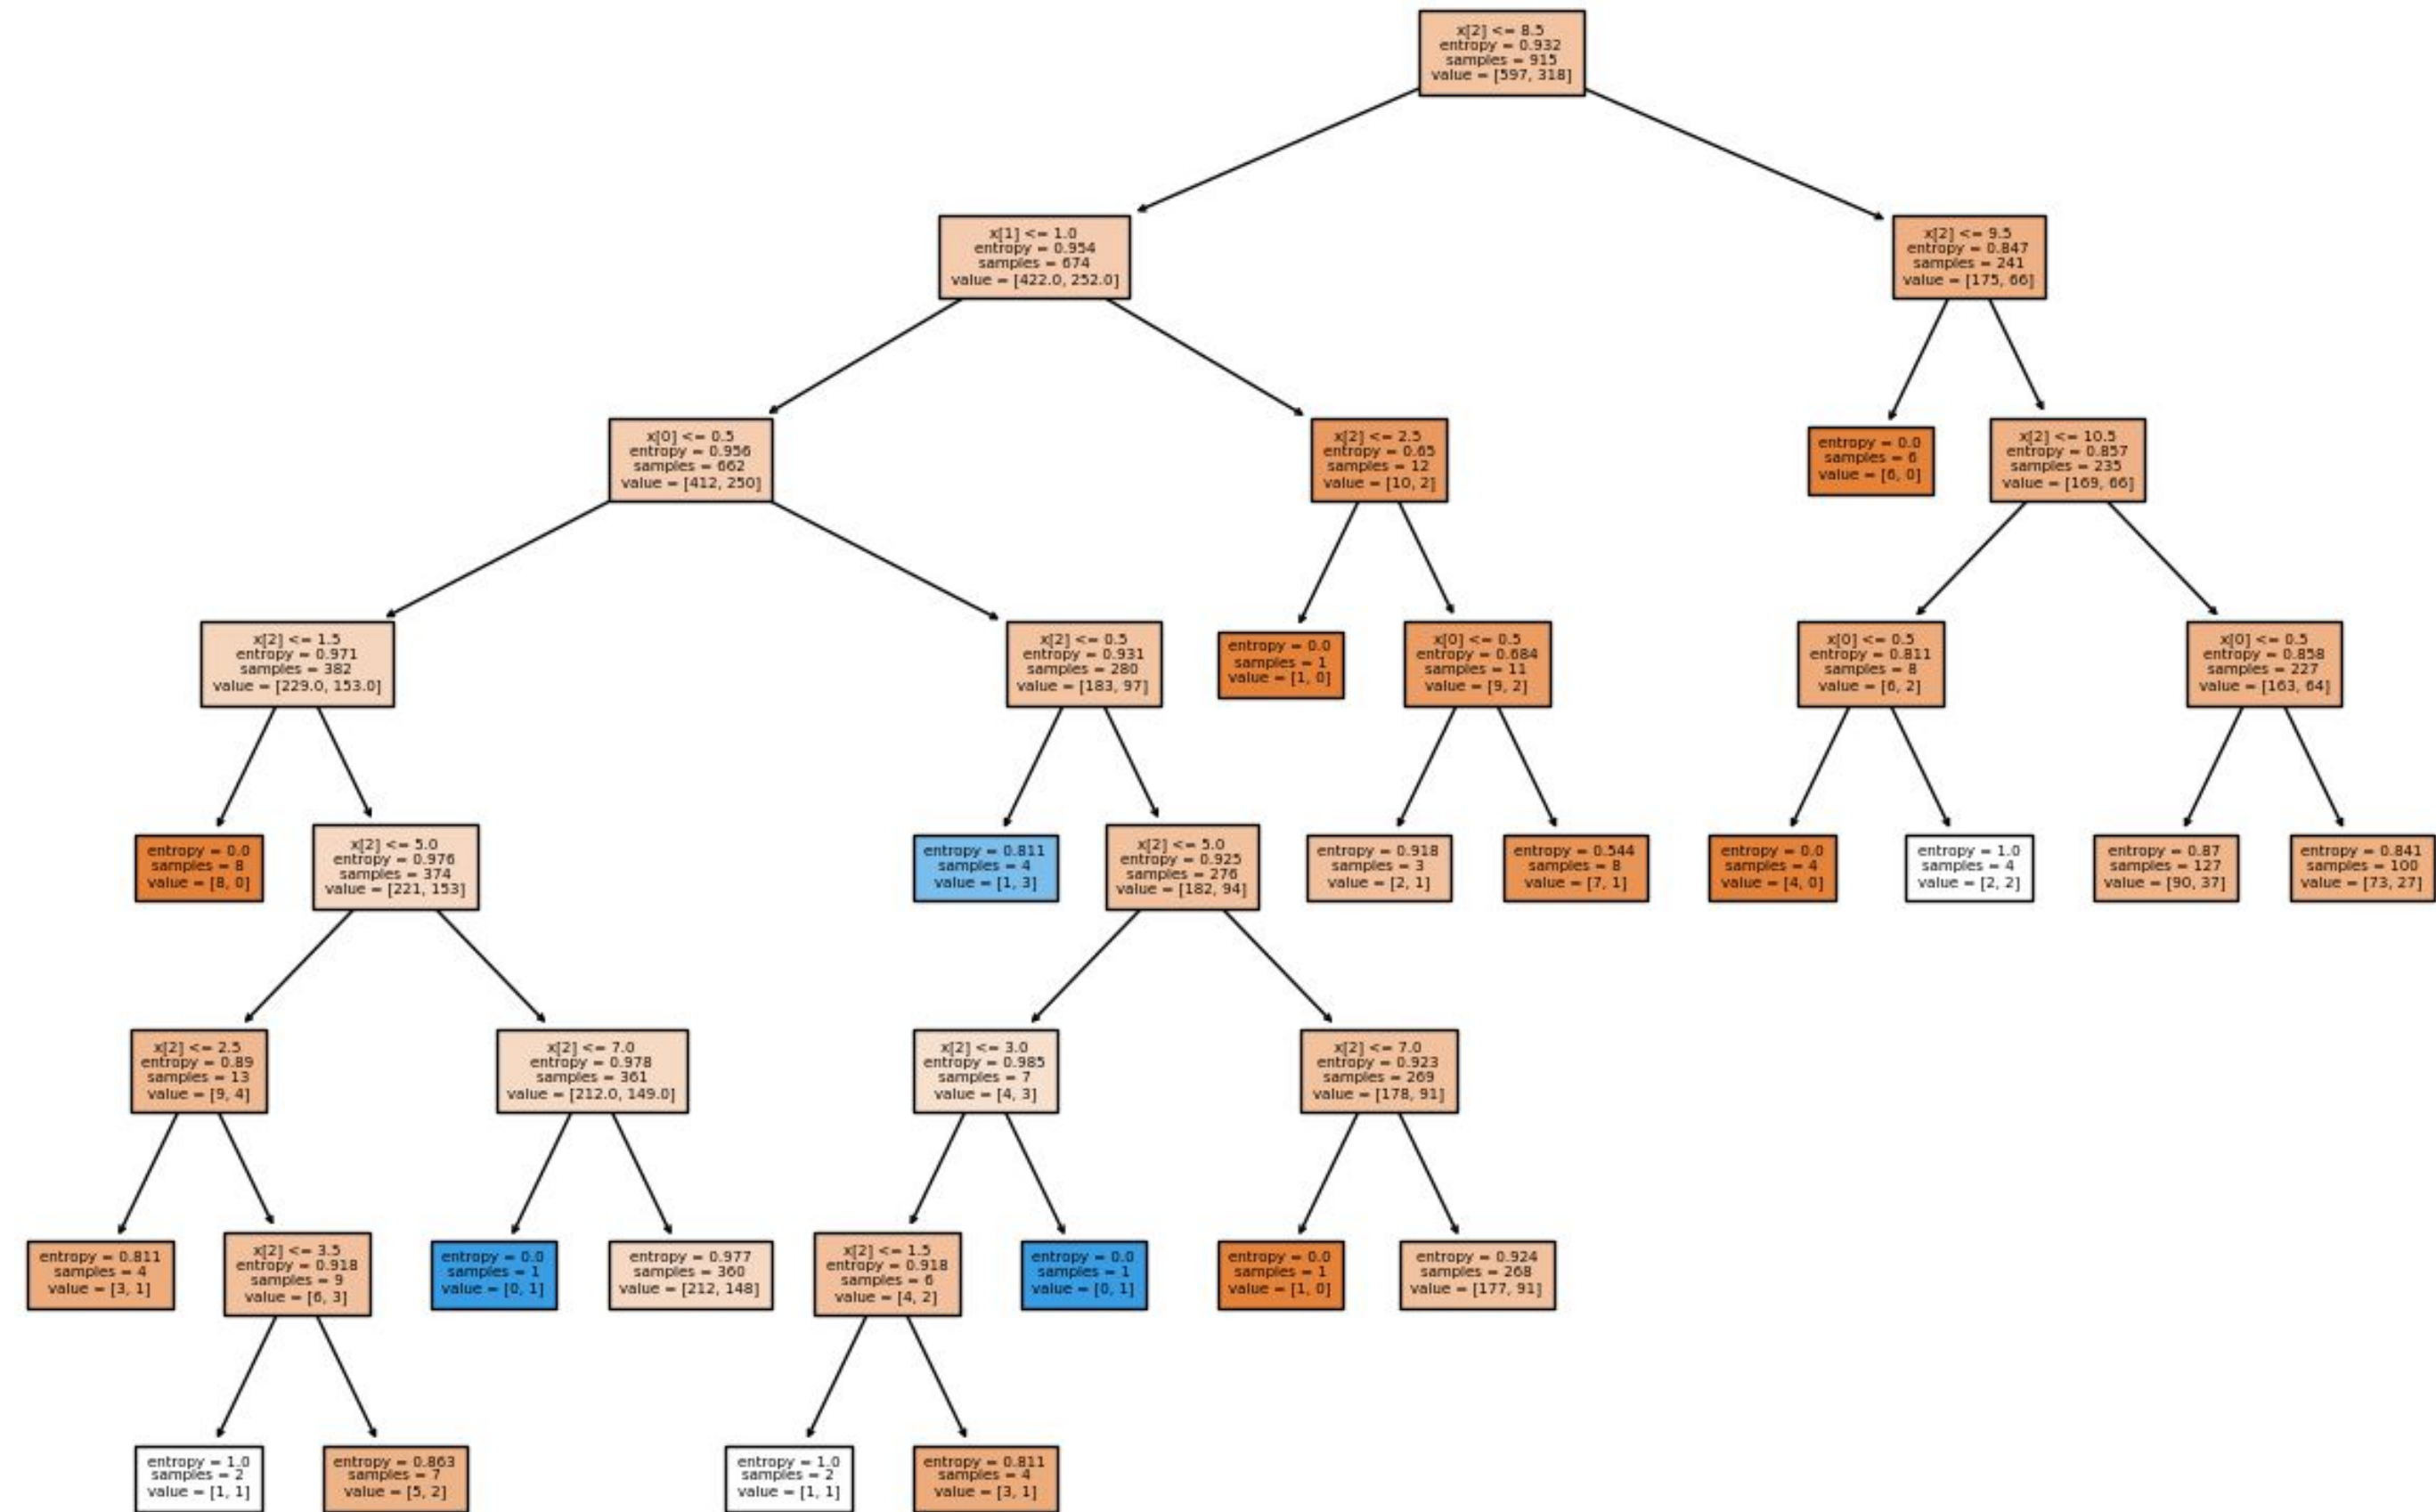 x[2] <= 8.5
entropy = 0.932
samples = 915
value = [597, 318]
x[1] <= 1.0
entropy = 0.954
samples = 674
value = [422.0, 252.0]
x[2] <= 9.5
entropy = 0.847
samples = 241
value = [175, 66]
x[0] <= 0.5
entropy = 0.956
samples = 662
value = [412, 250]
x[2] <= 2.5
entropy = 0.65
samples = 12
value = [10, 2]
entropy = 0.0
samples = 6
value = [6, 0]
x[2] <= 10.5
entropy = 0.857
samples = 235
value = [169, 66]
x[2] <= 1.5
entropy = 0.971
samples = 382
value = [229.0, 153.0]
x[2] <= 0.5
entropy = 0.931
samples = 280
value = [183, 97]
entropy = 0.0
samples = 1
value = [1, 0]
x[0] <= 0.5
entropy = 0.684
samples = 11
value = [9, 2]
x[0] <= 0.5
entropy = 0.811
samples = 8
value = [6, 2]
x[0] <= 0.5
entropy = 0.858
samples = 227
value = [163, 64]
entropy = 0.0
samples = 8
value = [8, 0]
x[2] <= 5.0
entropy = 0.976
samples = 374
value = [221, 153]
entropy = 0.811
samples = 4
value = [1, 3]
x[2] <= 5.0
entropy = 0.925
samples = 276
value = [182, 94]
entropy = 0.918
samples = 3
value = [2, 1]
entropy = 0.544
samples = 8
value = [7, 1]
entropy = 0.0
samples = 4
value = [4, 0]
entropy = 1.0
samples = 4
value = [2, 2]
entropy = 0.87
samples = 127
value = [90, 37]
entropy = 0.841
samples = 100
value = [73, 27]
x[2] <= 2.5
entropy = 0.89
samples = 13
value = [9, 4]
x[2] <= 7.0
entropy = 0.978
samples = 361
value = [212.0, 149.0]
x[2] <= 3.0
entropy = 0.985
samples = 7
value = [4, 3]
x[2] <= 7.0
entropy = 0.923
samples = 269
value = [178, 91]
entropy = 0.811
samples = 4
value = [3, 1]
x[2] <= 3.5
entropy = 0.918
samples = 9
value = [6, 3]
entropy = 0.0
samples = 1
value = [0, 1]
entropy = 0.977
samples = 360
value = [212, 148]
x[2] <= 1.5
entropy = 0.918
samples = 6
value = [4, 2]
entropy = 0.0
samples = 1
value = [0, 1]
entropy = 0.0
samples = 1
value = [1, 0]
entropy = 0.924
samples = 268
value = [177, 91]
entropy = 1.0
samples = 2
value = [1, 1]
entropy = 0.863
samples = 7
value = [5, 2]
entropy = 1.0
samples = 2
value = [1, 1]
entropy = 0.811
samples = 4
value = [3, 1]